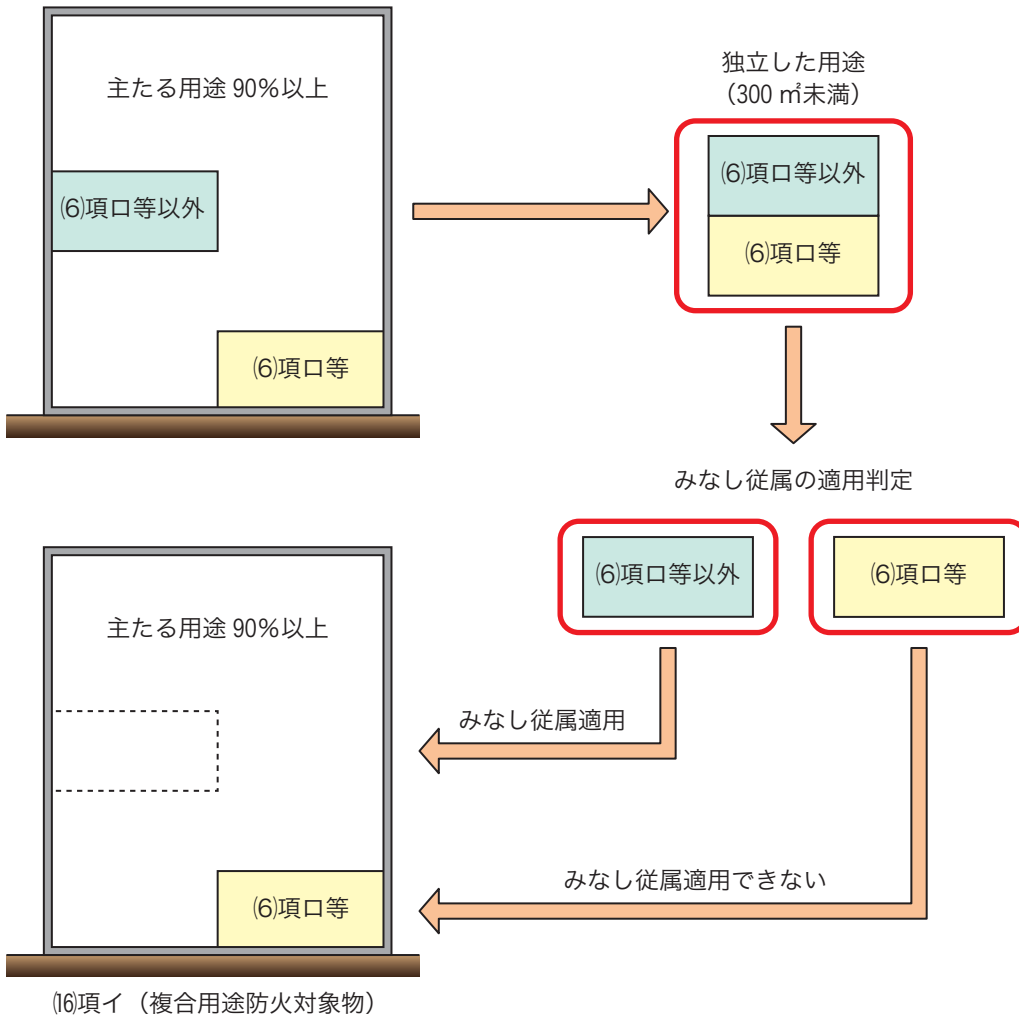 主たる用途 90%以上
⑹項ロ等以外
⑹項ロ等
独立した用途
（300 ㎡未満）
⑹項ロ等以外
⑹項ロ等
みなし従属の適用判定
⑹項ロ等以外
⑹項ロ等
主たる用途 90%以上
みなし従属適用
みなし従属適用できない
⑹項ロ等
⒃項イ（複合用途防火対象物）